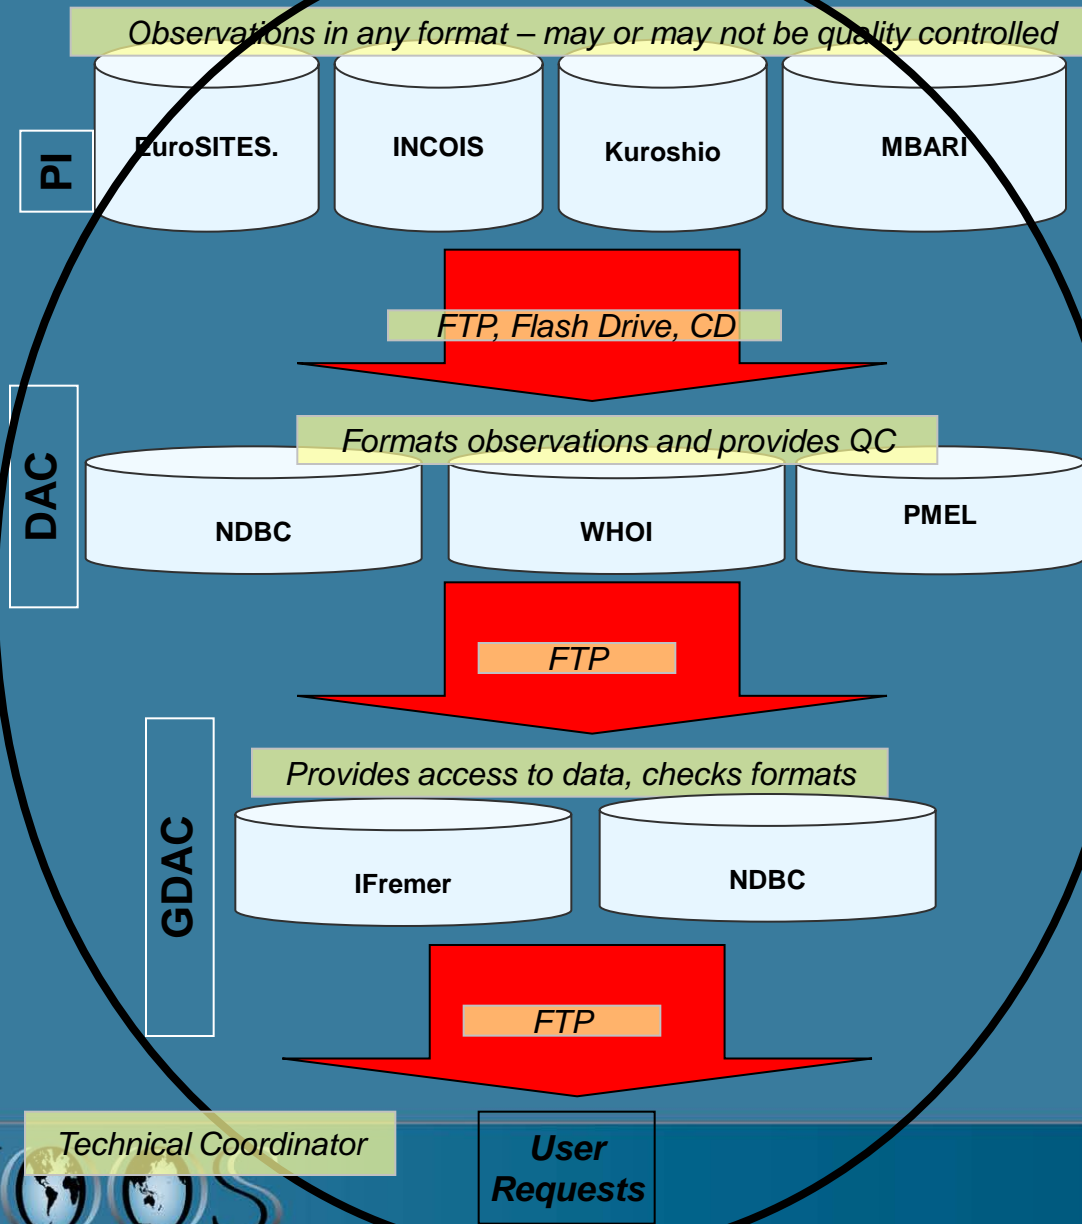 Observations in any format – may or may not be quality controlled
PI
EuroSITES.
INCOIS
Kuroshio
MBARI
FTP, Flash Drive, CD
Formats observations and provides QC
DAC
NDBC
WHOI
PMEL
FTP
Provides access to data, checks formats
GDAC
IFremer
NDBC
FTP
Technical Coordinator
User
Requests